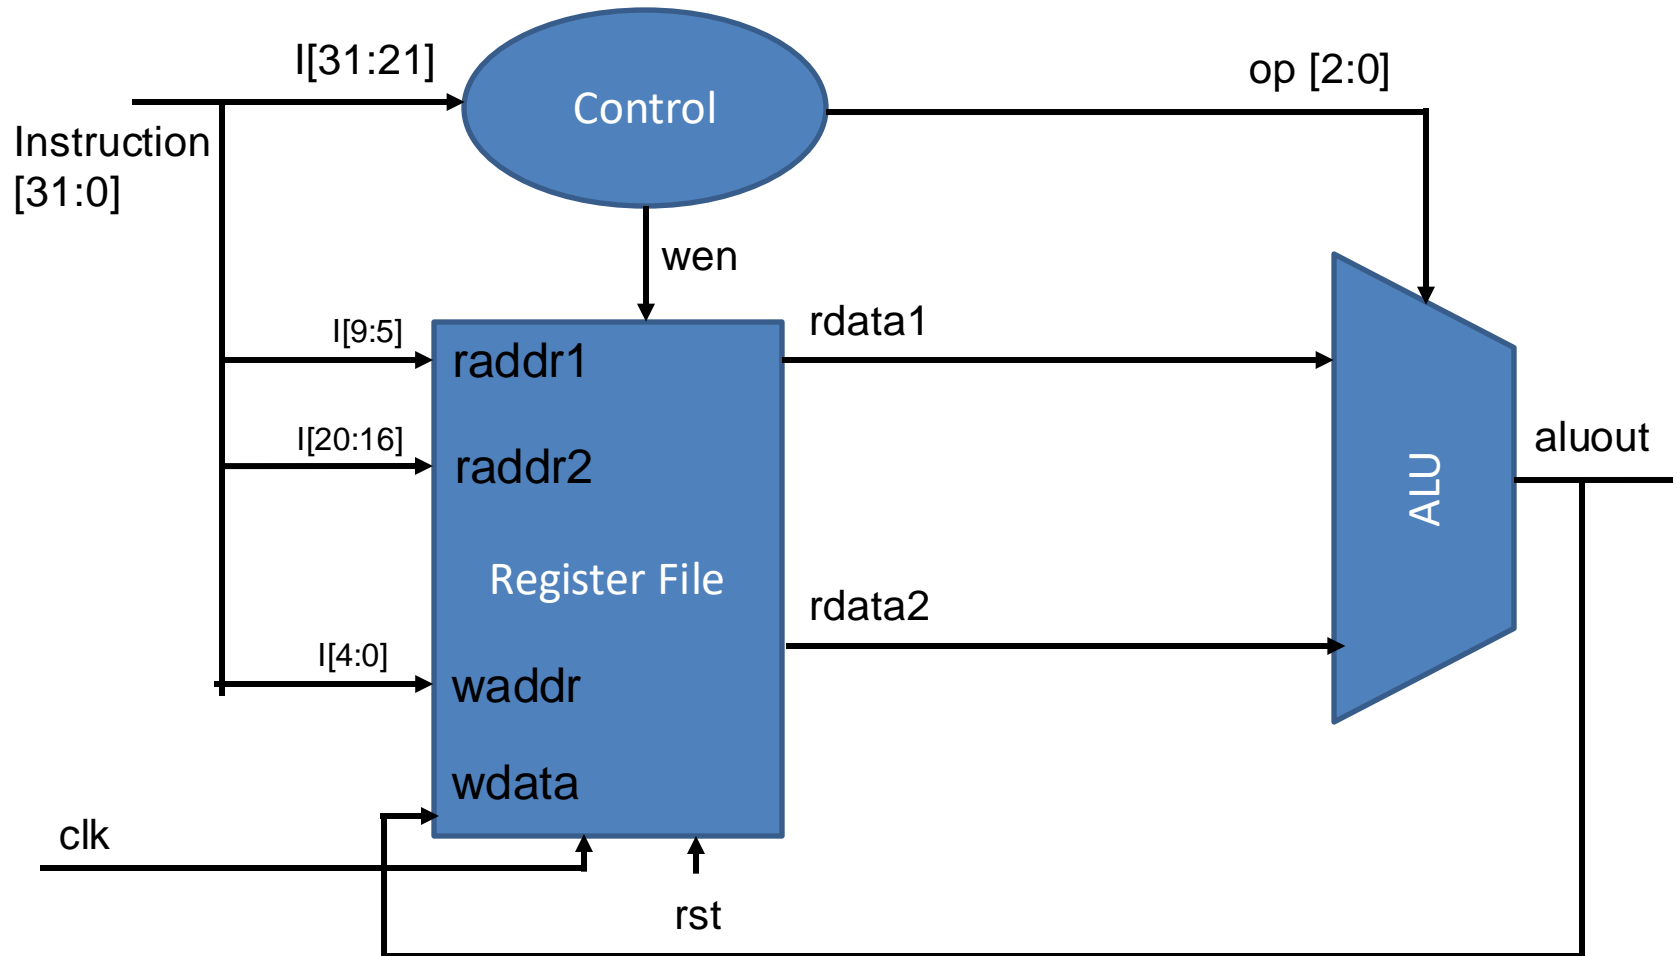 I[31:21]
op [2:0]
Control
Instruction
[31:0]
wen
I[9:5]
rdata1
raddr1
I[20:16]
raddr2
aluout
ALU
Register File
rdata2
I[4:0]
waddr
wdata
clk
rst